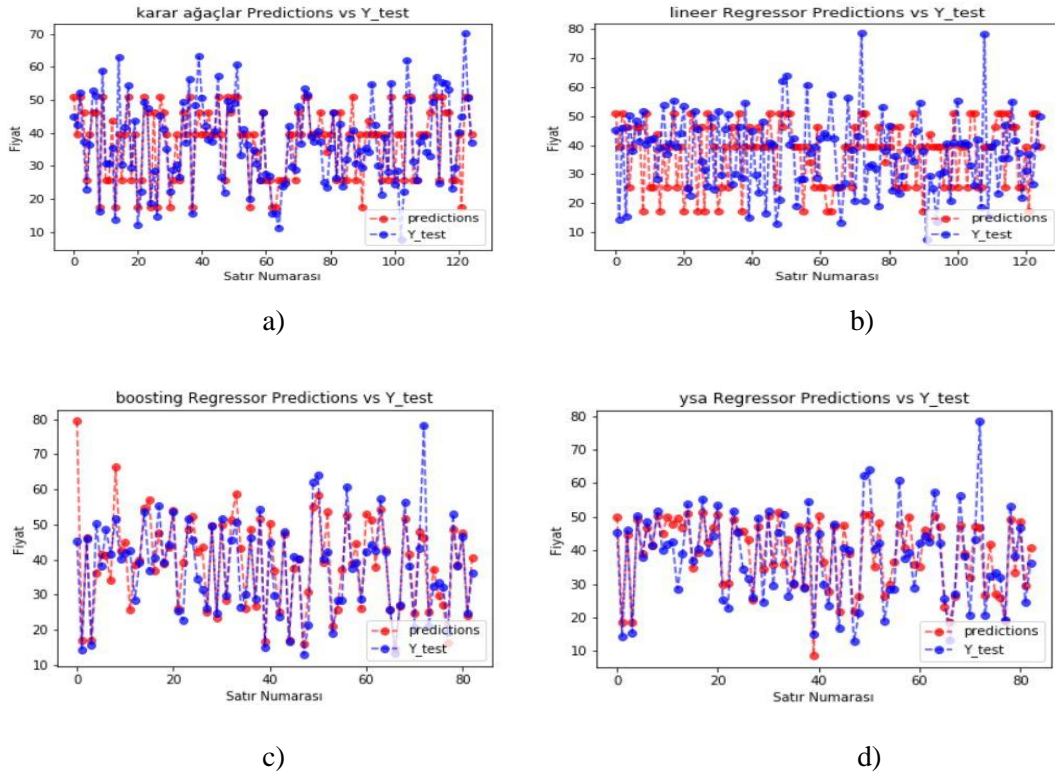 karar ağaçlar Predictions vs Y_test
70
60
50
40
30
20
10
Fiyat
0 20 40 60 80 100 120
Satır Numarası
predictions
Y_test
a)
lineer Regressor Predictions vs Y_test
80
70
60
50
40
30
20
10
Fiyat
0 20 40 60 80 100 120
Satır Numarası
predictions
Y_test
b)
boosting Regressor Predictions vs Y_test
80
70
60
50
40
30
20
10
Fiyat
0 20 40 60 80
Satır Numarası
predictions
Y_test
c)
ysa Regressor Predictions vs Y_test
80
70
60
50
40
30
20
10
Fiyat
0 20 40 60 80
Satır Numarası
predictions
Y_test
d)